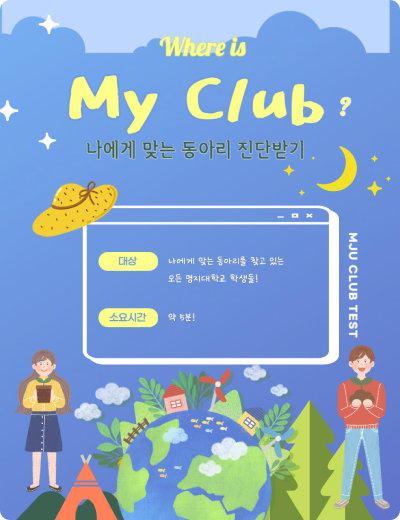 Where is
My Club ?
나에게 맞는 동아리 진단받기
대상
나에게 맞는 동아리를 찾고 있는
모든 명지대학교 학생들!
소요시간
약 5분!
MJU CLUB TEST